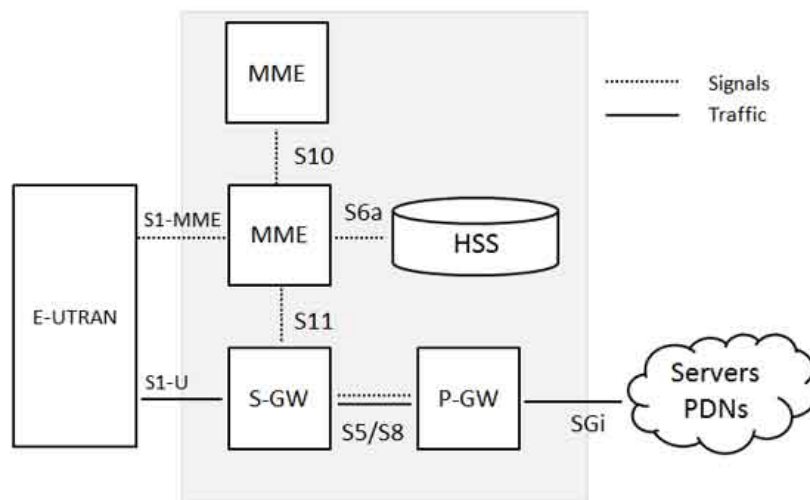 MME
Signals
Traffic
S10
S1-MME
MME
S6a
HSS
E-UTRAN
S11
S1-U
S-GW
S5/S8
P-GW
SGi
Servers
PDNs